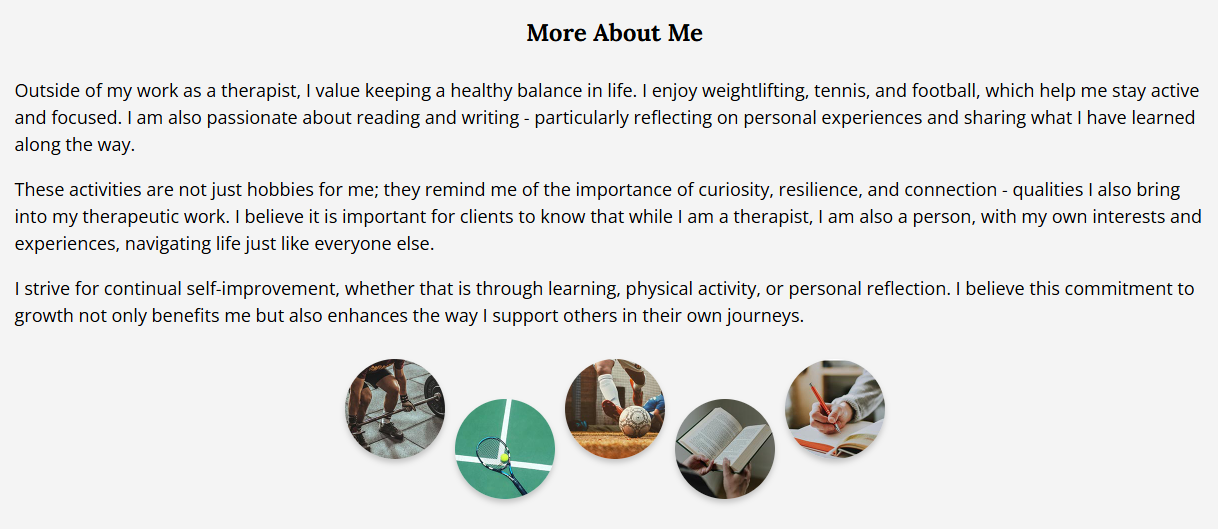 More About Me
Outside of my work as a therapist, I value keeping a healthy balance in life. I enjoy weightlifting, tennis, and football, which help me stay active
and focused. I am also passionate about reading and writing - particularly reflecting on personal experiences and sharing what I have learned
along the way.
These activities are not just hobbies for me; they remind me of the importance of curiosity, resilience, and connection - qualities I also bring
into my therapeutic work. I believe it is important for clients to know that while I am a therapist, I am also a person, with my own interests and
experiences, navigating life just like everyone else.
I strive for continual self-improvement, whether that is through learning, physical activity, or personal reflection. I believe this commitment to
growth not only benefits me but also enhances the way I support others in their own journeys.